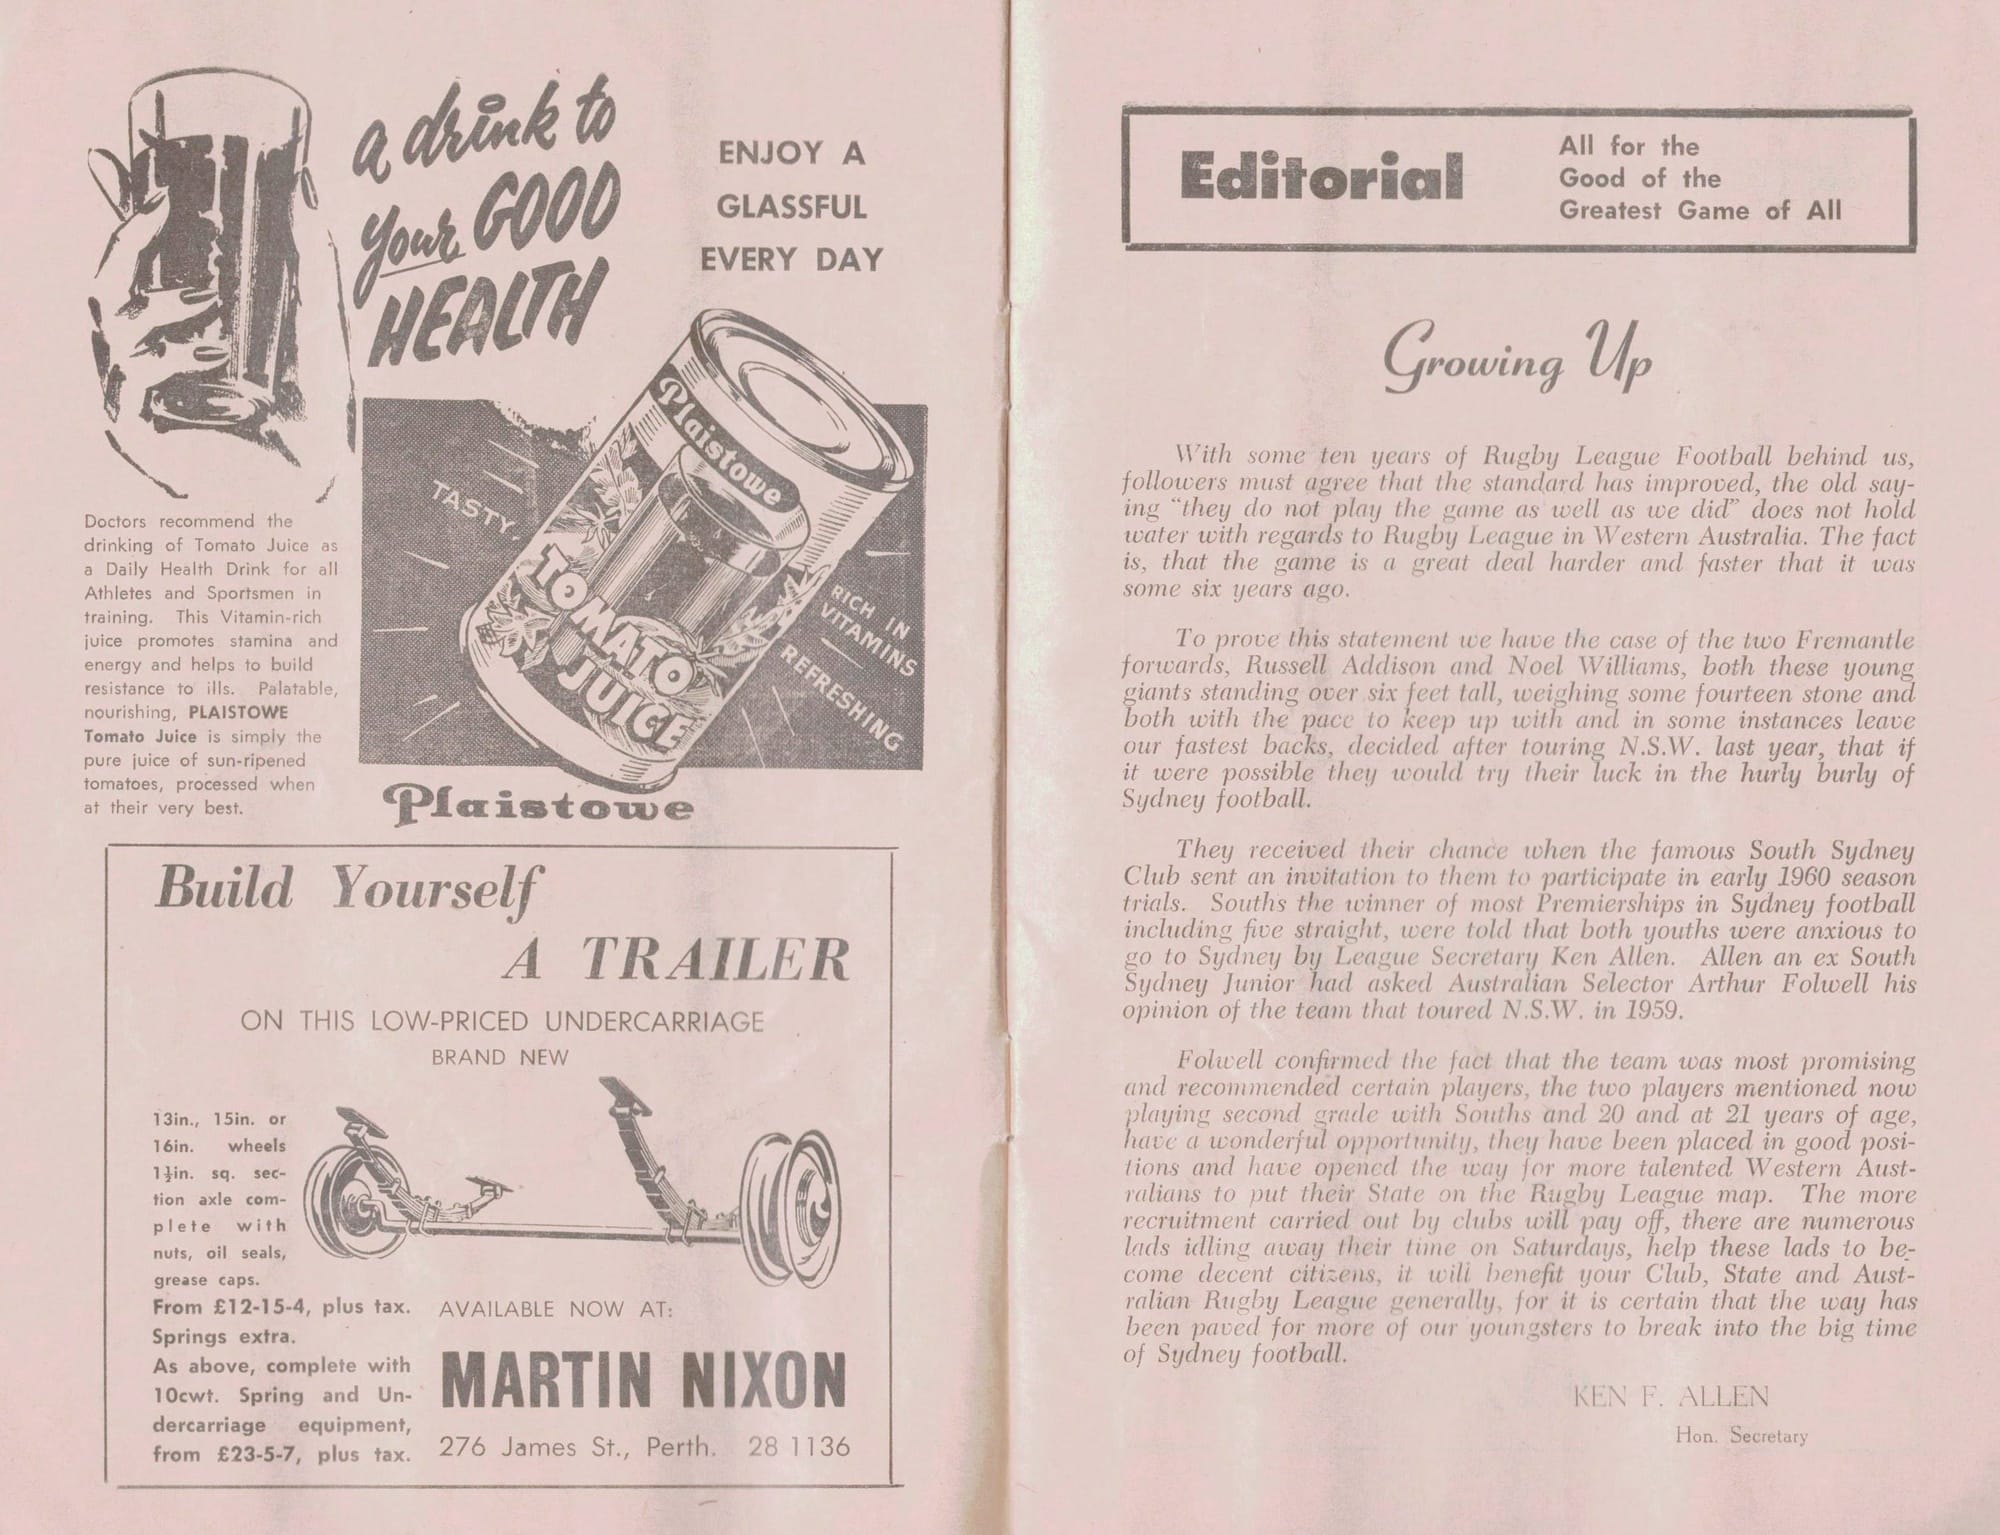 a drink to
your GOOD
HEALTH
ENJOY A
GLASSFUL
EVERY DAY
Doctors recommend the
drinking of Tomato Juice as
a Daily Health Drink for all
Athletes and Sportsmen in
training. This Vitamin-rich
juice promotes stamina and
energy and helps to build
resistance to ills. Palatable,
nourishing, PLAISTOWE
Tomato Juice is simply the
pure juice of sun-ripened
tomatoes, processed when
at their very best.
TASTY,
Plaistowe
TOMATO
JUICE
RICH IN
VITAMINS
REFRESHING
Plaistowe
Build Yourself
A TRAILER
ON THIS LOW-PRICED UNDERCARRIAGE
BRAND NEW
13in., 15in. or
16in. wheels
1½in. sq. sec-
tion axle com-
plete with
nuts, oil seals,
grease caps.
From £12-15-4, plus tax.
Springs extra.
As above, complete with
10cwt. Spring and Un-
dercarriage equipment,
from £23-5-7, plus tax.
AVAILABLE NOW AT:
MARTIN NIXON
276 James St., Perth. 28 1136
Editorial
All for the
Good of the
Greatest Game of All
Growing Up
With some ten years of Rugby League Football behind us,
followers must agree that the standard has improved, the old say-
ing "they do not play the game as well as we did" does not hold
water with regards to Rugby League in Western Australia. The fact
is, that the game is a great deal harder and faster that it was
some six years ago.
To prove this statement we have the case of the two Fremantle
forwards, Russell Addison and Noel Williams, both these young
giants standing over six feet tall, weighing some fourteen stone and
both with the pace to keep up with and in some instances leave
our fastest backs, decided after touring N.S.W. last year, that if
it were possible they would try their luck in the hurly burly of
Sydney football.
They received their chance when the famous South Sydney
Club sent an invitation to them to participate in early 1960 season
trials. Souths the winner of most Premierships in Sydney football
including five straight, were told that both youths were anxious to
go to Sydney by League Secretary Ken Allen. Allen an ex South
Sydney Junior had asked Australian Selector Arthur Folwell his
opinion of the team that toured N.S.W. in 1959.
Folwell confirmed the fact that the team was most promising
and recommended certain players, the two players mentioned now
playing second grade with Souths and 20 and at 21 years of age,
have a wonderful opportunity, they have been placed in good posi-
tions and have opened the way for more talented Western Aust-
ralians to put their State on the Rugby League map. The more
recruitment carried out by clubs will pay off, there are numerous
lads idling away their time on Saturdays, help these lads to be-
come decent citizens, it will benefit your Club, State and Aust-
ralian Rugby League generally, for it is certain that the way has
been paved for more of our youngsters to break into the big time
of Sydney football.
KEN F. ALLEN
Hon. Secretary